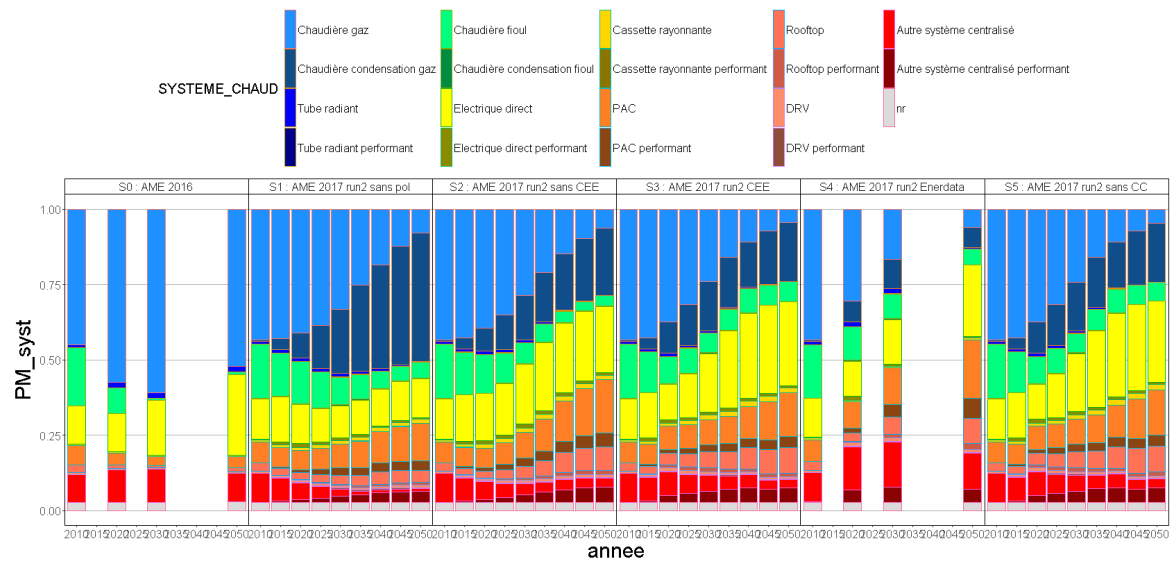 Chaudière gaz Chaudière fioul Cassette rayonnante Rooftop Autre système centralisé
Chaudière condensation gaz Chaudière condensation fioul Cassette rayonnante performant Rooftop performant Autre système centralisé performant
SYSTEME_CHAUD
Tube radiant Electrique direct PAC DRV nr
Tube radiant performant Electrique direct performant PAC performant DRV performant
S0 : AME 2016 S1 : AME 2017 run2 sans pol S2 : AME 2017 run2 sans CEE S3 : AME 2017 run2 CEE S4 : AME 2017 run2 Enerdata S5 : AME 2017 run2 sans CC
1.00
0.75
0.50
0.25
0.00
PM_syst
2010 2015 2020 2025 2030 2035 2040 2045 2050 2010 2015 2020 2025 2030 2035 2040 2045 2050 2010 2015 2020 2025 2030 2035 2040 2045 2050 2010 2015 2020 2025 2030 2035 2040 2045 2050 2010 2015 2020 2025 2030 2035 2040 2045 2050 2010 2015 2020 2025 2030 2035 2040 2045 2050
annee